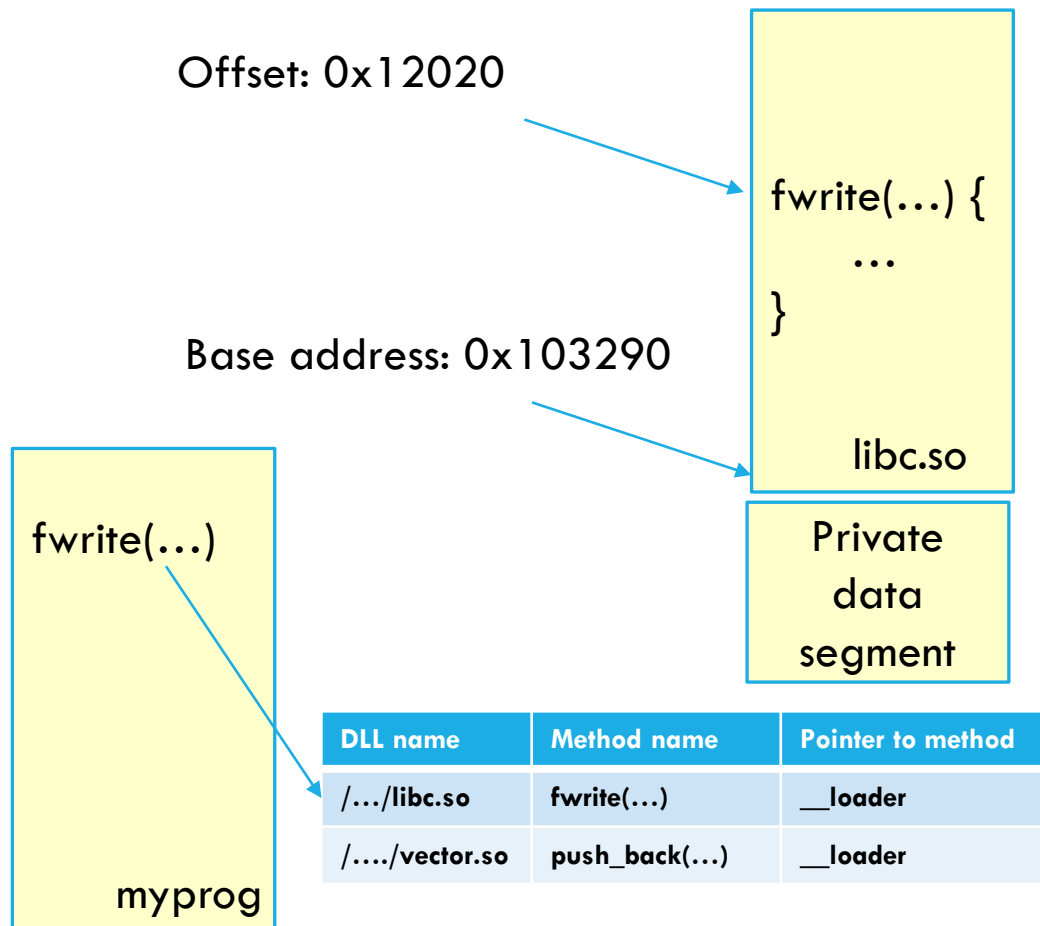 Offset: 0x12020
fwrite(...) {
...
}
Base address: 0x103290
libc.so
fwrite(...)
Private
data
segment
DLL name Method name Pointer to method
/.../libc.so fwrite(...) __loader
/..../vector.so push_back(...) __loader
myprog